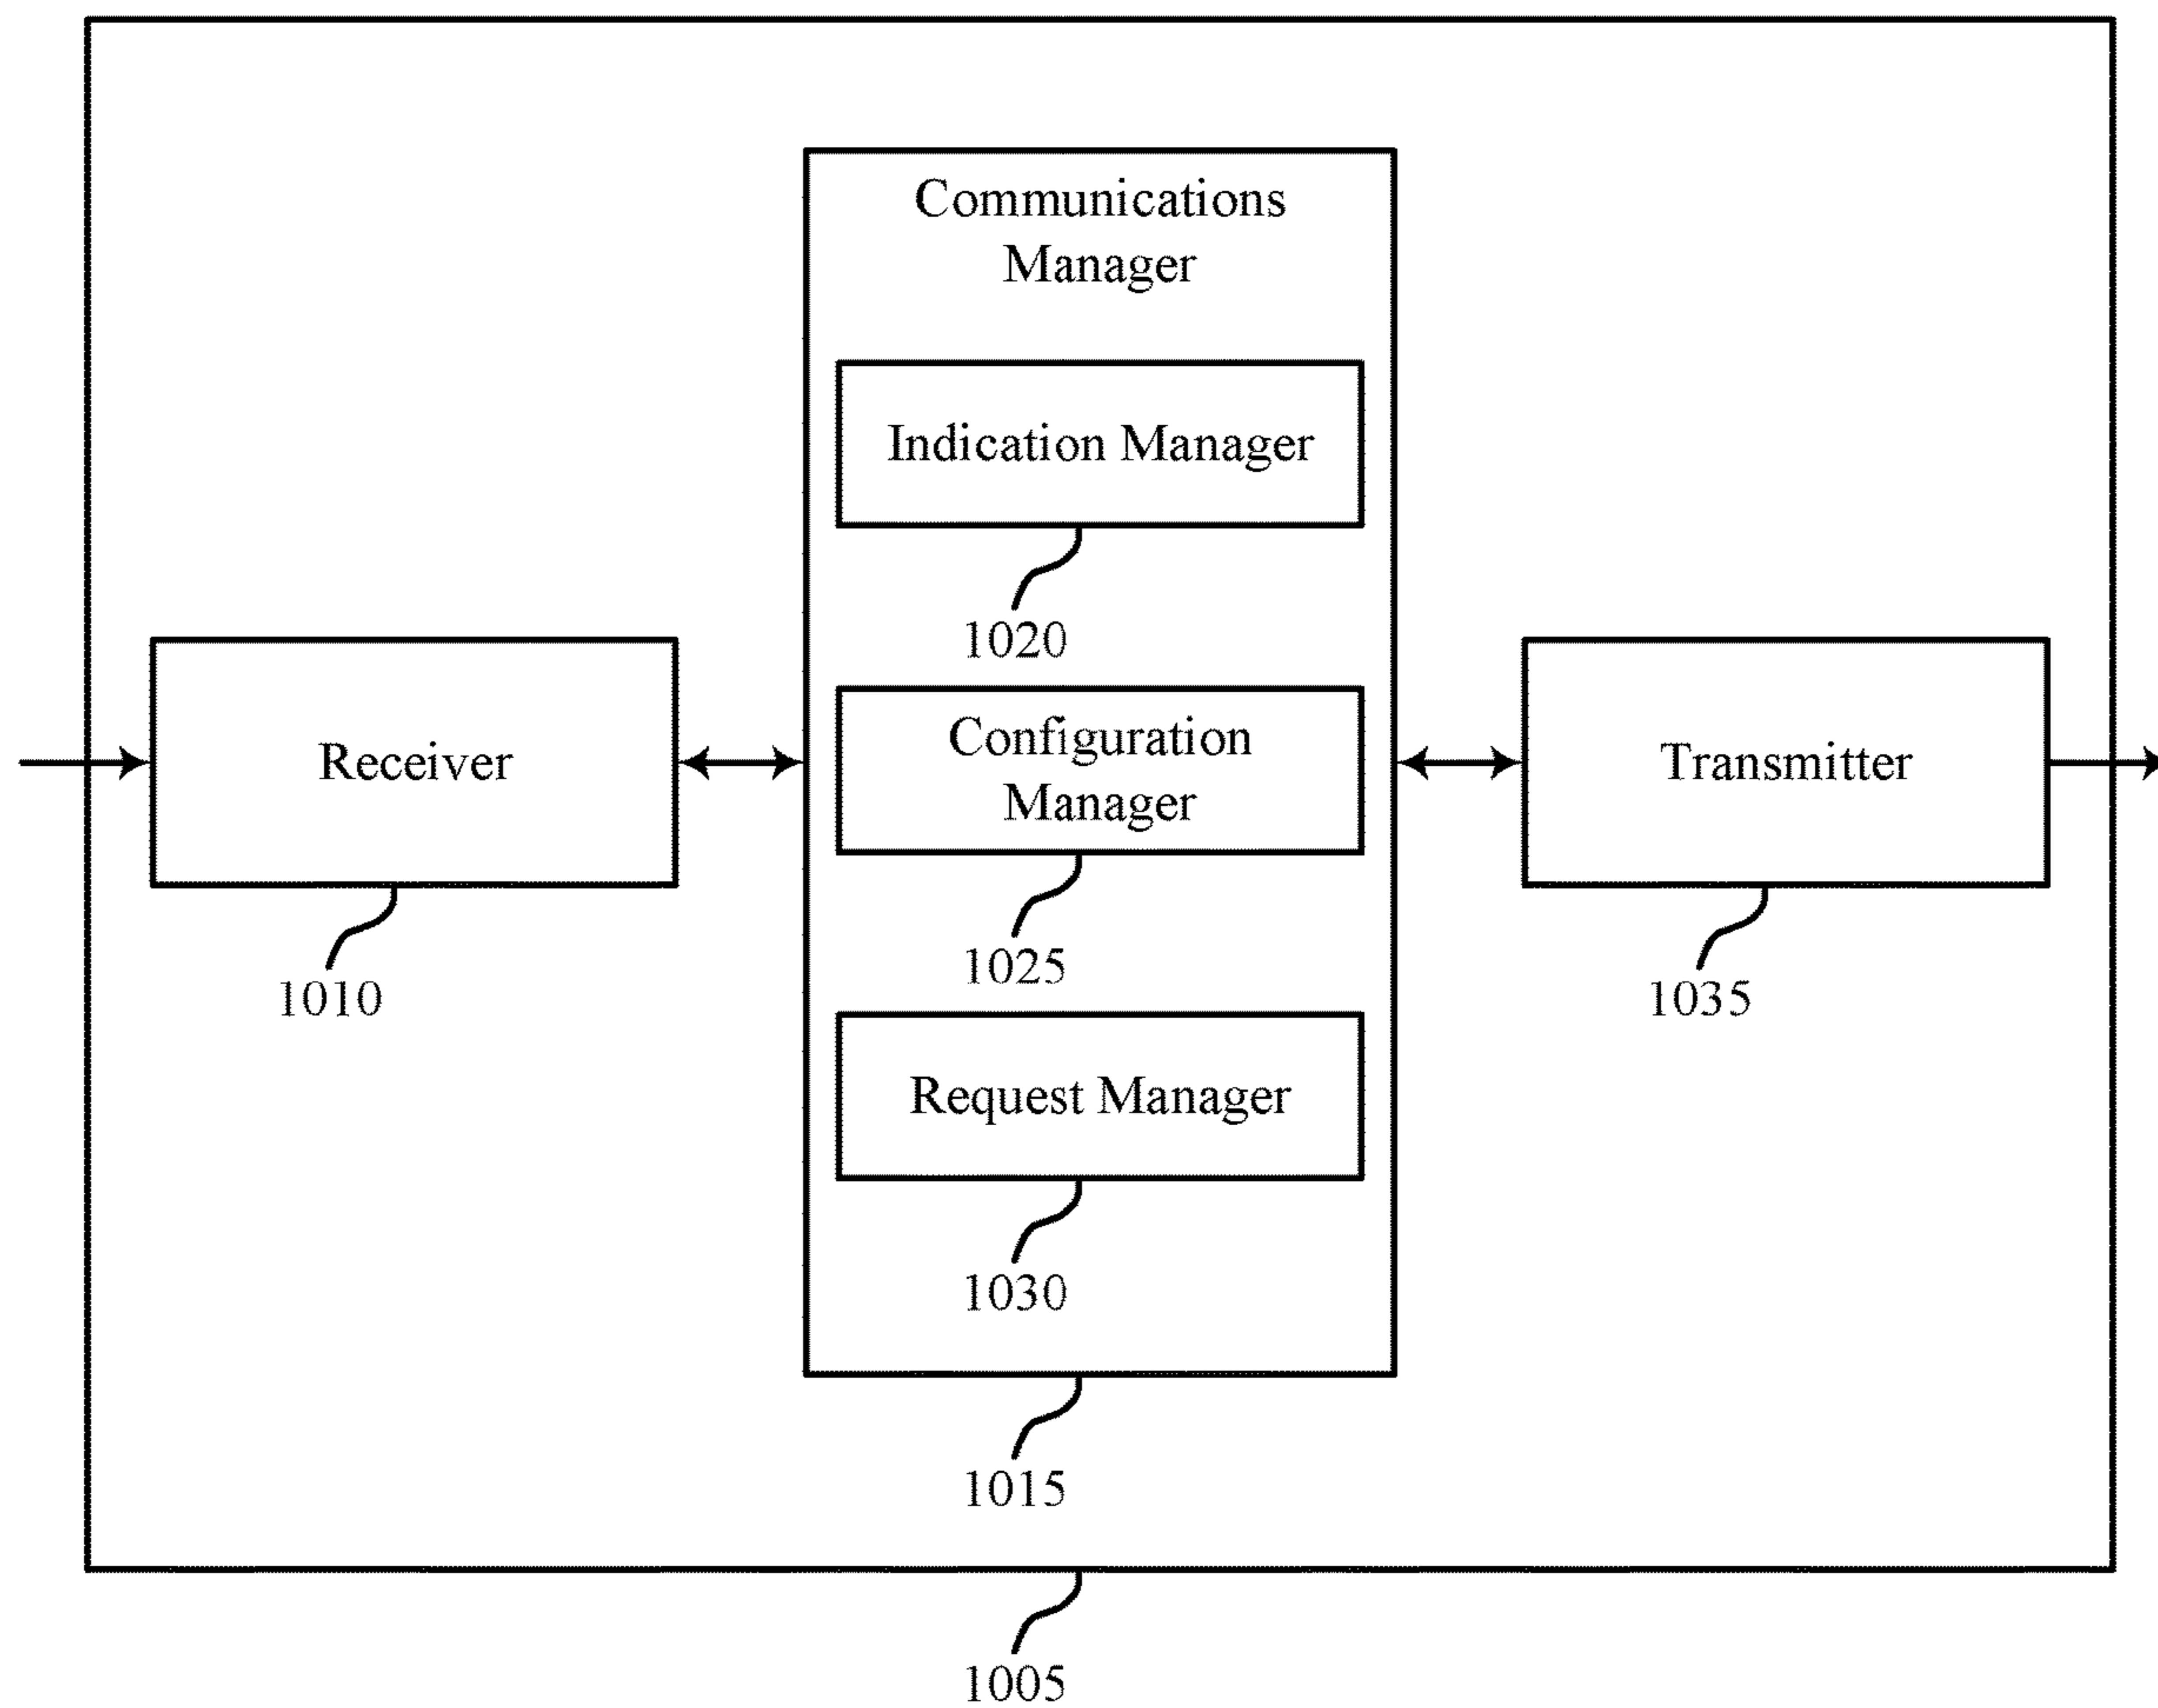 Communications
Manager
Indication Manager
1020
Receiver
1010
Configuration
Manager
1025
Transmitter
1035
Request Manager
1030
1015
1005